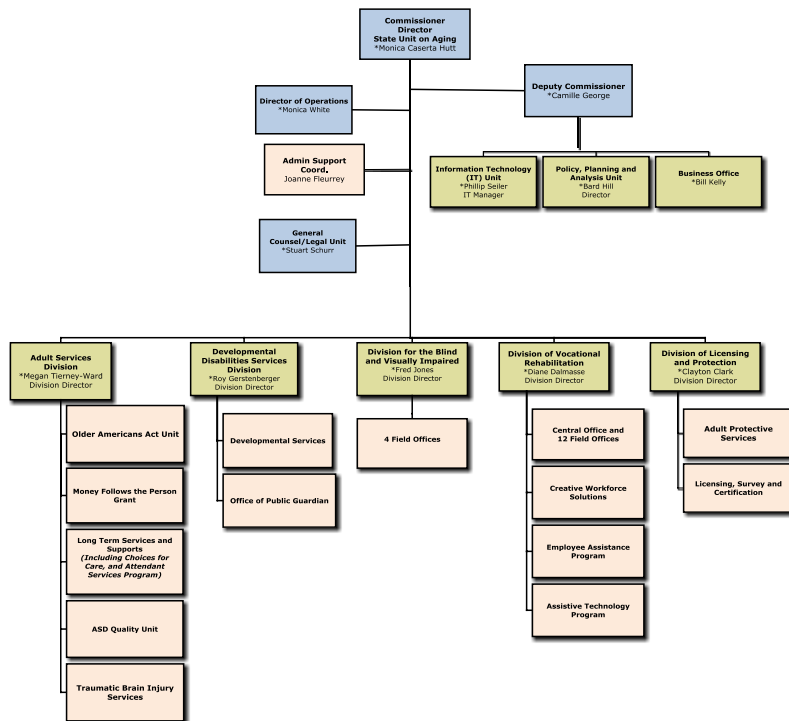 Commissioner
Director
State Unit on Aging
*Monica Caserta Hutt
Deputy Commissioner
*Camille George
Director of Operations
*Monica White
Admin Support
Coord.
Joanne Fleurrey
Information Technology
(IT) Unit
*Phillip Seiler
IT Manager
Policy, Planning and
Analysis Unit
*Bard Hill
Director
Business Office
*Bill Kelly
General
Counsel/Legal Unit
*Stuart Schurr
Adult Services
Division
*Megan Tierney-Ward
Division Director
Developmental
Disabilities Services
Division
*Roy Gerstenberger
Division Director
Division for the Blind
and Visually Impaired
*Fred Jones
Division Director
Division of Vocational
Rehabilitation
*Diane Dalmasse
Division Director
Division of Licensing
and Protection
*Clayton Clark
Division Director
Older Americans Act Unit
Money Follows the Person
Grant
Long Term Services and
Supports
(Including Choices for
Care, and Attendant
Services Program)
ASD Quality Unit
Traumatic Brain Injury
Services
Developmental Services
Office of Public Guardian
4 Field Offices
Central Office and
12 Field Offices
Creative Workforce
Solutions
Employee Assistance
Program
Assistive Technology
Program
Adult Protective
Services
Licensing, Survey and
Certification